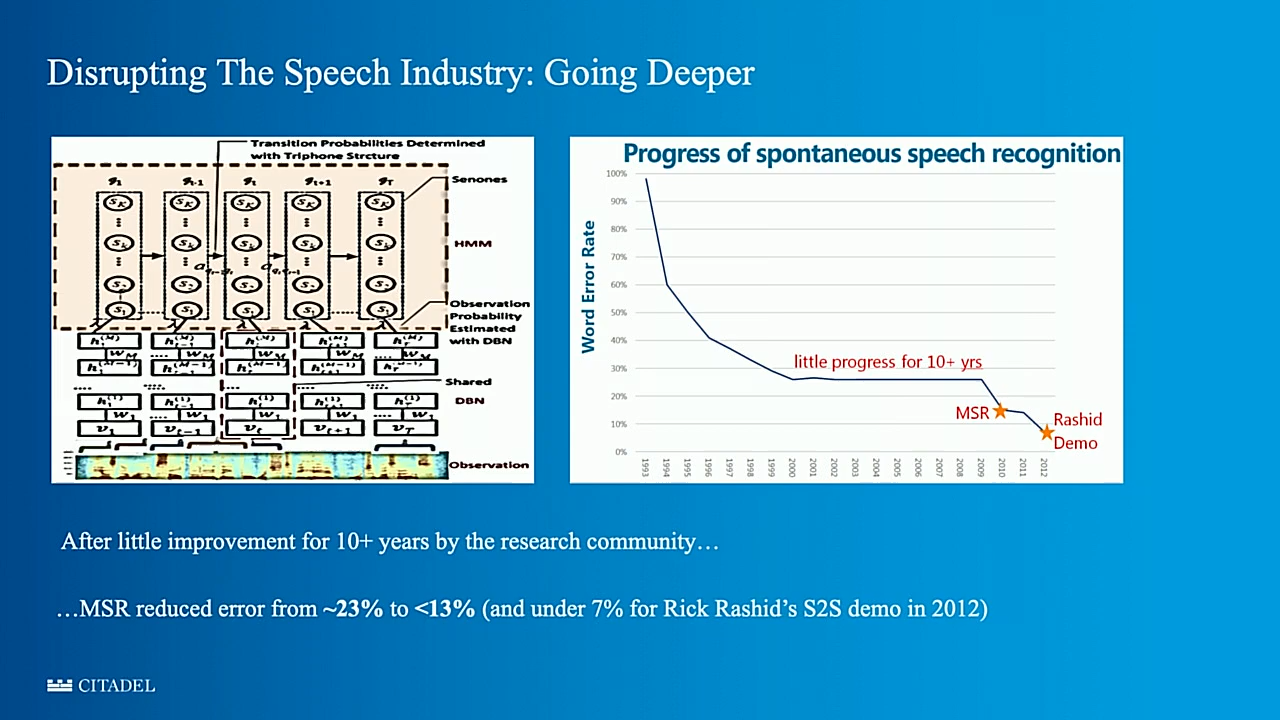 Disrupting The Speech Industry: Going Deeper
Transition Probabilities Determined
with Triphone Strcture
Senones
HMM
Observation
Probability
Estimated
with DBN
Shared
DBN
Observation
Progress of spontaneous speech recognition
Word Error Rate
100%
90%
80%
70%
60%
50%
40%
30%
20%
10%
0%
little progress for 10+ yrs
MSR
Rashid
Demo
1993 1994 1995 1996 1997 1998 1999 2000 2001 2002 2003 2004 2005 2006 2007 2008 2009 2010 2011 2012
After little improvement for 10+ years by the research community…
…MSR reduced error from ~23% to <13% (and under 7% for Rick Rashid’s S2S demo in 2012)
CITADEL